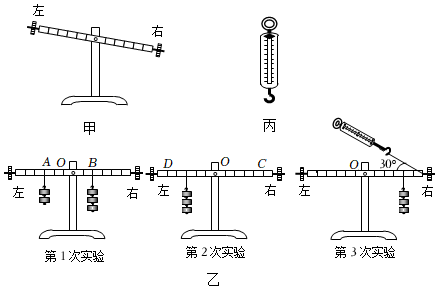 左
右
甲
丙
A O B
左 右
第1次实验
D O C
左 右
第2次实验
O 30°
左 右
第3次实验
乙